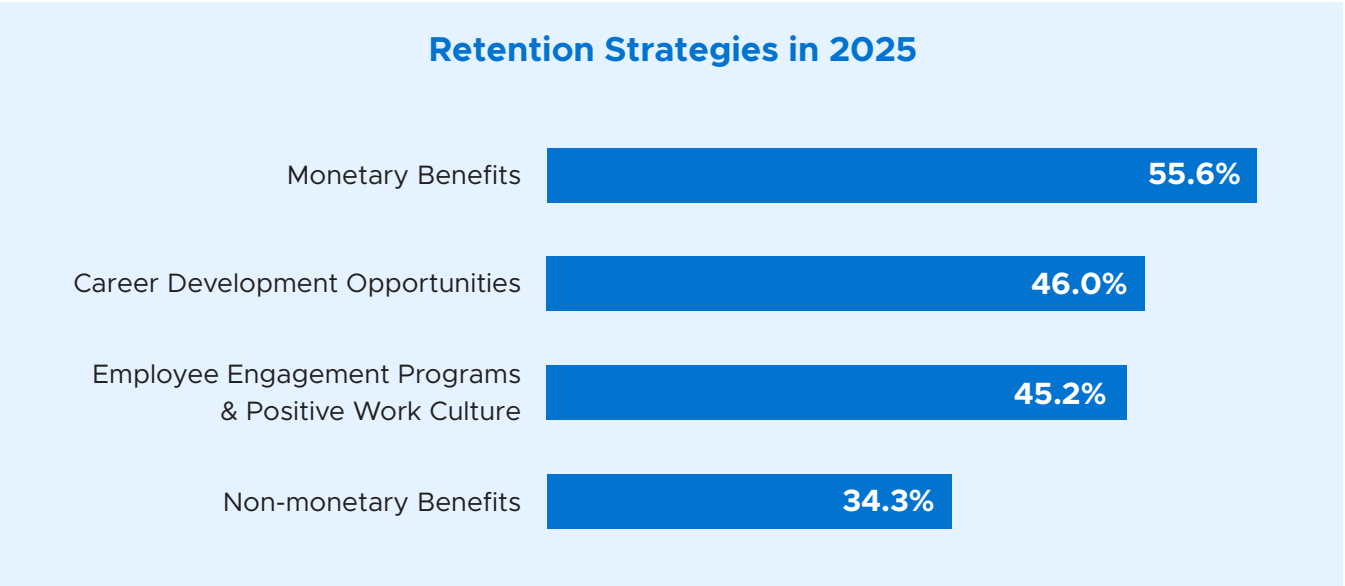 Retention Strategies in 2025
Monetary Benefits
55.6%
Career Development Opportunities
46.0%
Employee Engagement Programs
& Positive Work Culture
45.2%
Non-monetary Benefits
34.3%